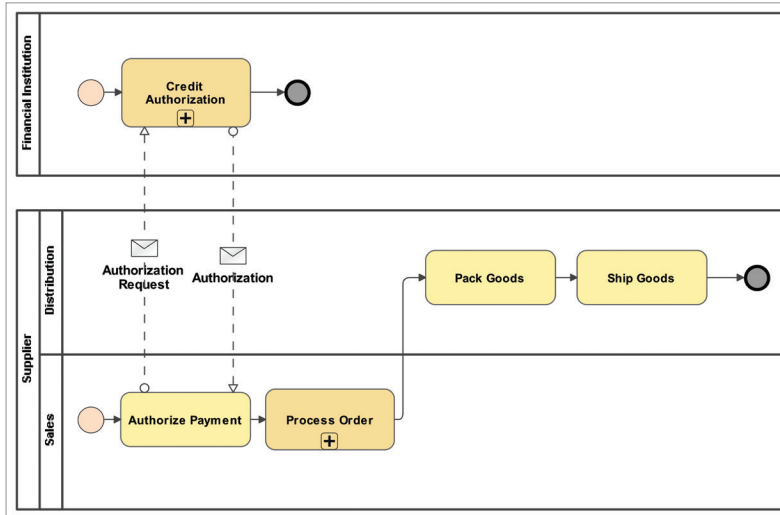 Financial Institution
Credit
Authorization
Supplier
Distribution
Authorization
Request
Authorization
Pack Goods
Ship Goods
Sales
Authorize Payment
Process Order